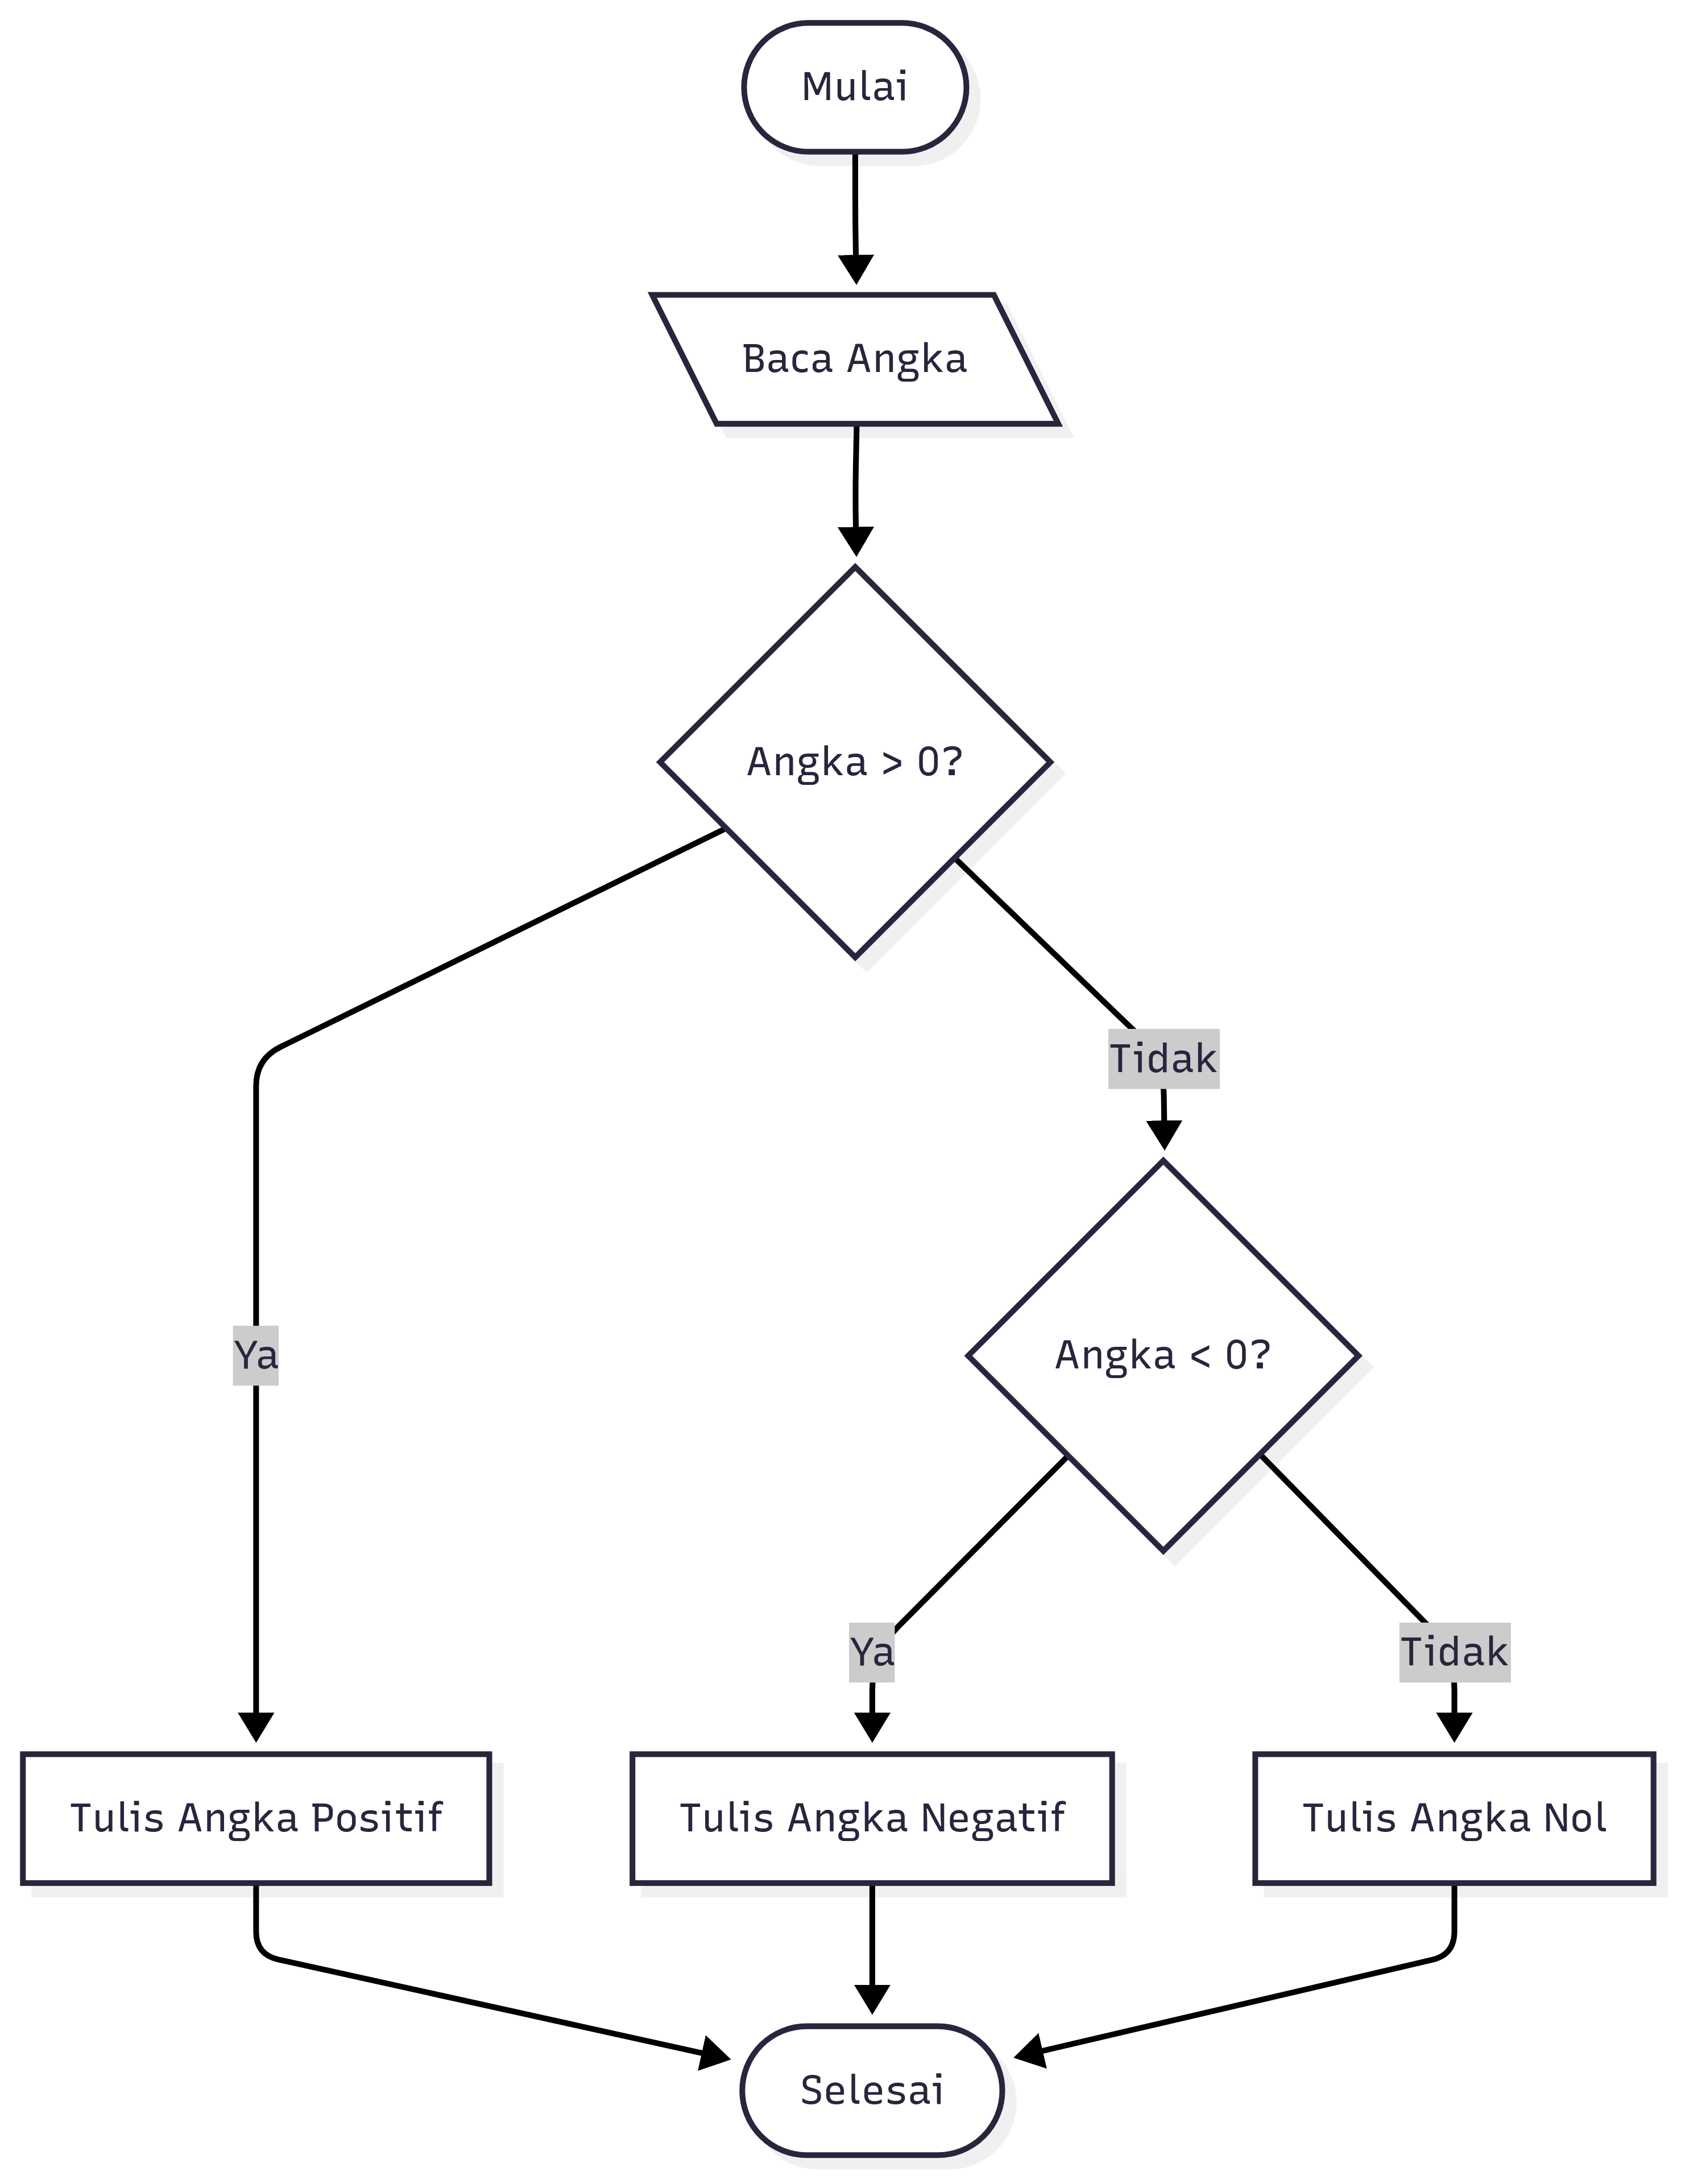 Mulai
Baca Angka
Angka > 0?
Tidak
Ya
Angka < 0?
Ya
Tidak
Tulis Angka Positif
Tulis Angka Negatif
Tulis Angka Nol
Selesai